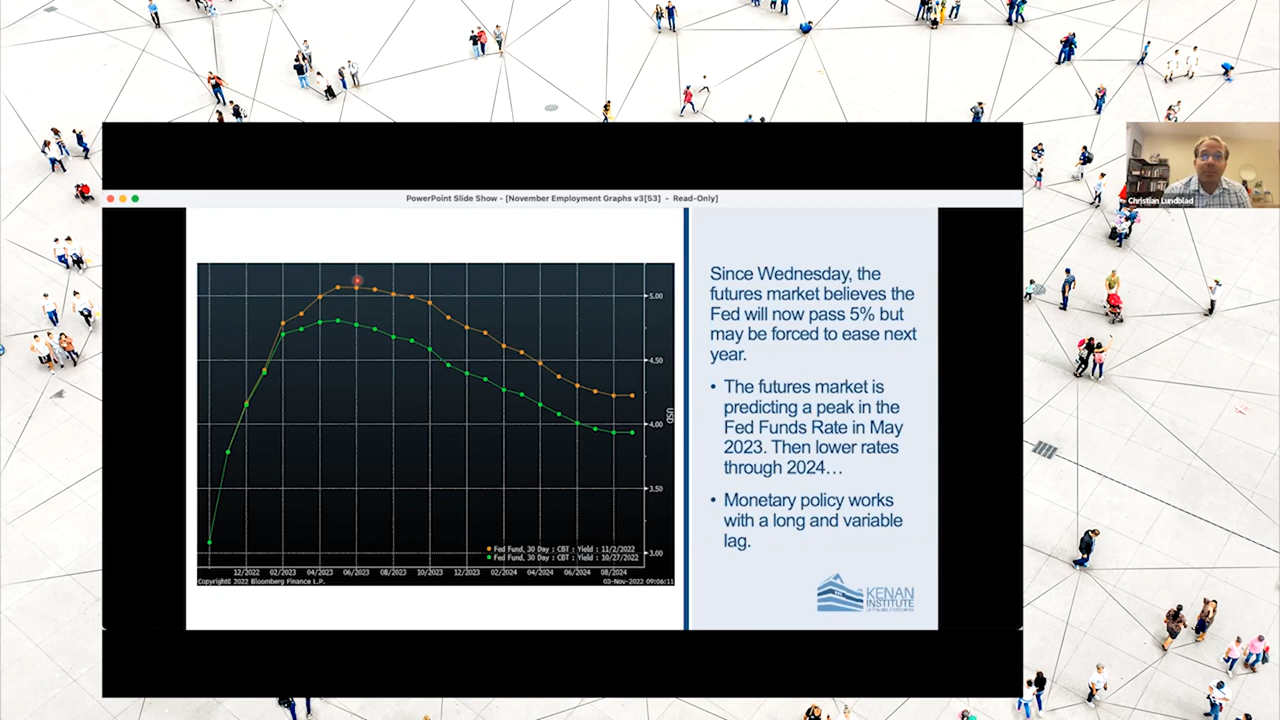 PowerPoint Slide Show - [November Employment Graphs v3[53] - Read-Only]
Christian Lundblad
5.00
4.50
4.00
3.50
3.00
USD
Fed Fund, 30 Day : CBT : Yield : 11/2/2022
Fed Fund, 30 Day : CBT : Yield : 10/27/2022
12/2022 02/2023 04/2023 06/2023 08/2023 10/2023 12/2023 02/2024 04/2024 06/2024 08/2024
Copyright© 2022 Bloomberg Finance L.P. 03-Nov-2022 09:06:11
Since Wednesday, the
futures market believes the
Fed will now pass 5% but
may be forced to ease next
year.
• The futures market is
predicting a peak in the
Fed Funds Rate in May
2023. Then lower rates
through 2024…
• Monetary policy works
with a long and variable
lag.
KENAN
INSTITUTE